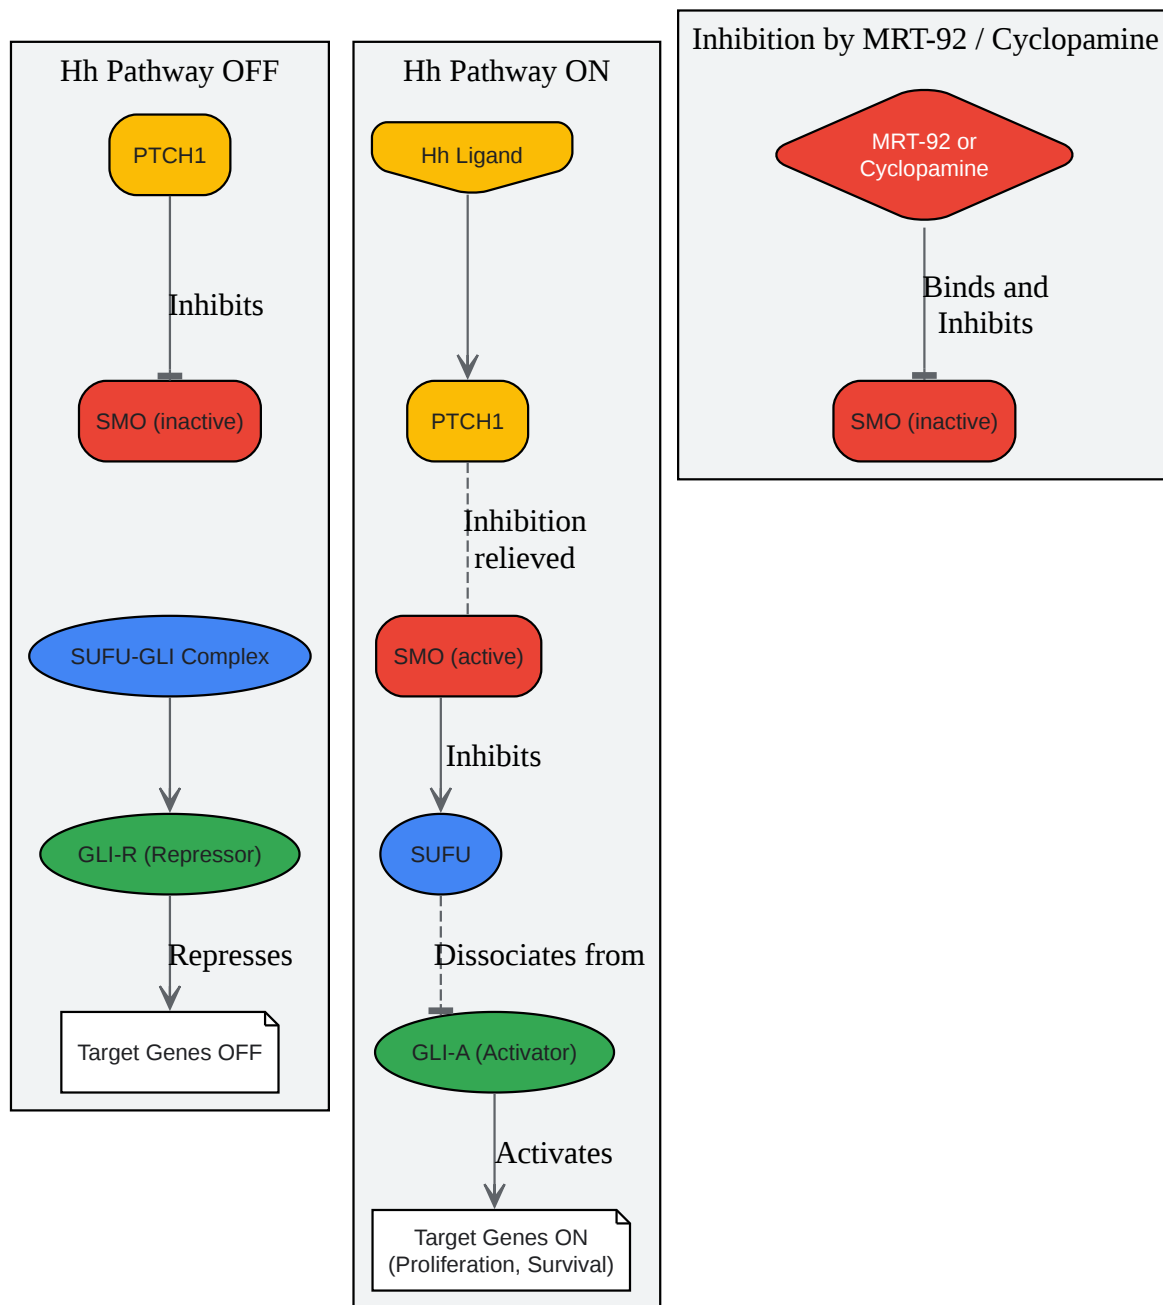 Hh Pathway OFF
PTCH1
Inhibits
SMO (inactive)
SUFU-GLI Complex
GLI-R (Repressor)
Represses
Target Genes OFF
Hh Pathway ON
Hh Ligand
PTCH1
Inhibition
relieved
SMO (active)
Inhibits
SUFU
Dissociates from
GLI-A (Activator)
Activates
Target Genes ON
(Proliferation, Survival)
Inhibition by MRT-92 / Cyclopamine
MRT-92 or
Cyclopamine
Binds and
Inhibits
SMO (inactive)